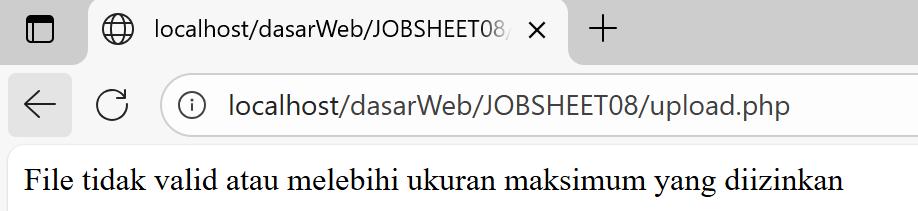 localhost/dasarWeb/JOBSHEET08/
localhost/dasarWeb/JOBSHEET08/upload.php
File tidak valid atau melebihi ukuran maksimum yang diizinkan